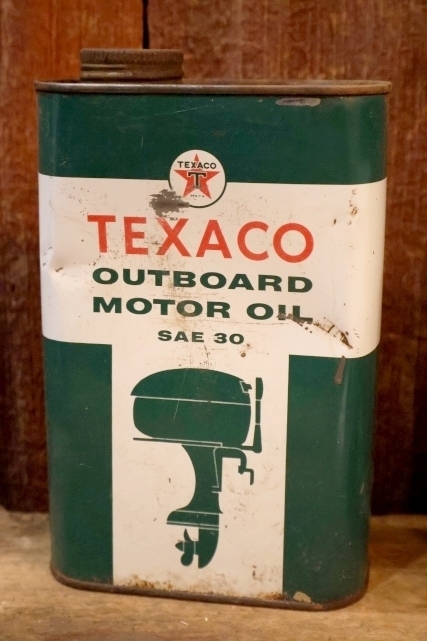 TEXACO
T
TEXACO
OUTBOARD
MOTOR OIL
SAE 30